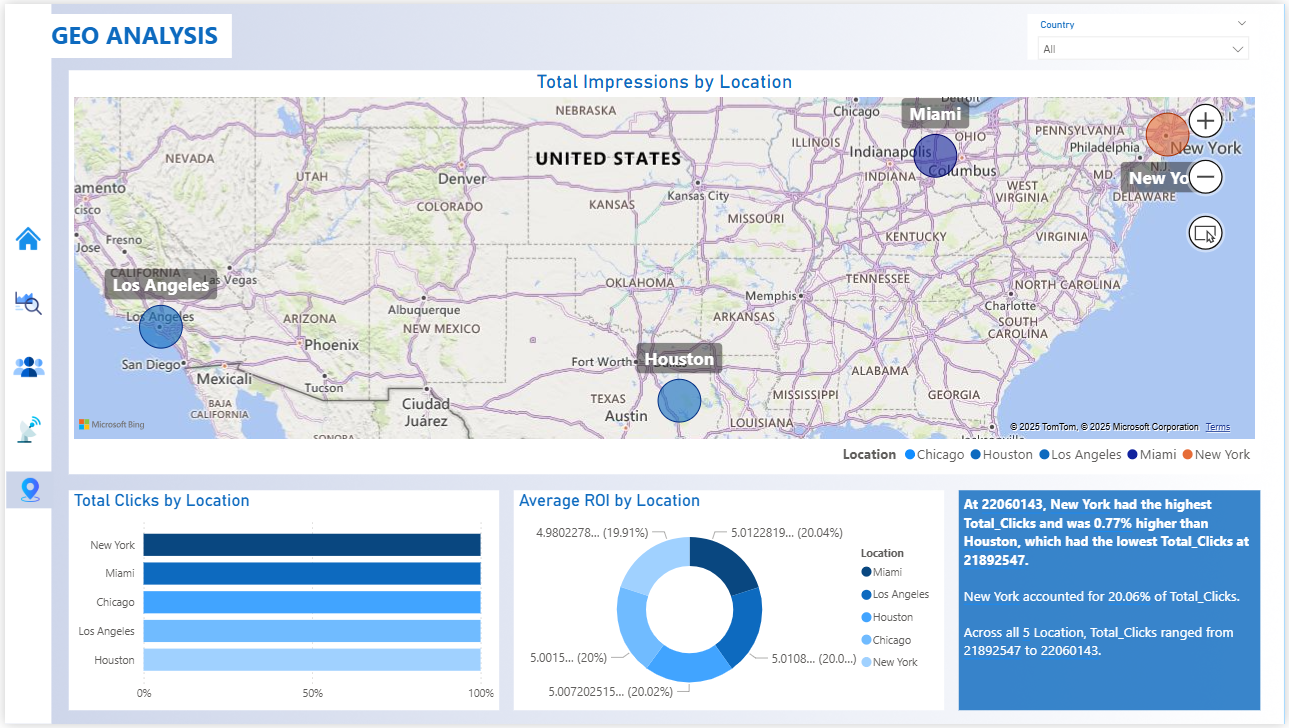 GEO ANALYSIS
Country
All
Total Impressions by Location
NEBRASKA
Chicago
Detroit
Miami
PENNSYLVANIA
Philadelphia
New York
N.J.
New Yo
MD.
DELAWARE
NEVADA
UTAH
Denver
COLORADO
UNITED STATES
KANSAS
Kansas City
MISSOURI
ILLINOIS
Indianapolis
INDIANA
OHIO
Columbus
WEST
VIRGINIA
VIRGINIA
KENTUCKY
amento
cisco
Jose
Fresno
CALIFORNIA
Las Vegas
Los Angeles
Los Angeles
San Diego
Mexicali
BAJA
CALIFORNIA
ARIZONA
Phoenix
Tucson
Albuquerque
NEW MEXICO
Ciudad
Juárez
SONORA
OKLAHOMA
Fort Worth
Houston
TEXAS
Austin
Memphis
ARKANSAS
TENNESSEE
NORTH CAROLINA
Charlotte
SOUTH
CAROLINA
ALABAMA
MISSISSIPPI
GEORGIA
LOUISIANA
Jacksonville
Microsoft Bing
© 2025 TomTom, © 2025 Microsoft Corporation Terms
Location Chicago Houston Los Angeles Miami New York
Total Clicks by Location
New York
Miami
Chicago
Los Angeles
Houston
0% 50% 100%
Average ROI by Location
4.9802278... (19.91%)
5.0122819... (20.04%)
5.0015... (20%)
5.0108... (20.0...)
5.007202515... (20.02%)
Location
Miami
Los Angeles
Houston
Chicago
New York
At 22060143, New York had the highest
Total_Clicks and was 0.77% higher than
Houston, which had the lowest Total_Clicks at
21892547.
New York accounted for 20.06% of Total_Clicks.
Across all 5 Location, Total_Clicks ranged from
21892547 to 22060143.